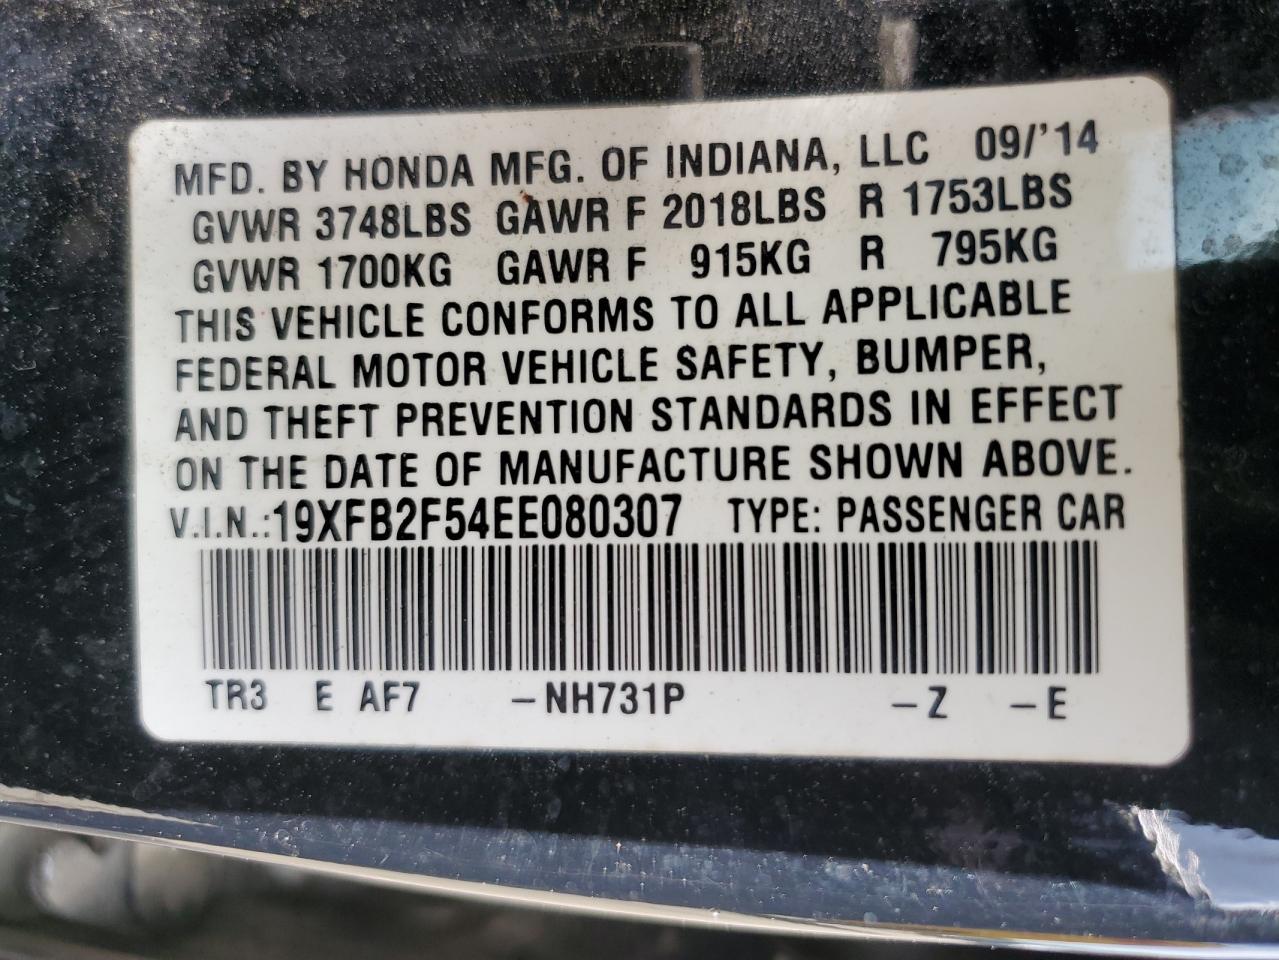 MFD. BY HONDA MFG. OF INDIANA, LLC 09/'14
GVWR 3748LBS GAWR F 2018LBS R 1753LBS
GVWR 1700KG GAWR F 915KG R 795KG
THIS VEHICLE CONFORMS TO ALL APPLICABLE
FEDERAL MOTOR VEHICLE SAFETY, BUMPER,
AND THEFT PREVENTION STANDARDS IN EFFECT
ON THE DATE OF MANUFACTURE SHOWN ABOVE.
V.I.N.:19XFB2F54EE080307 TYPE: PASSENGER CAR
TR3 E AF7 -NH731P -Z -E